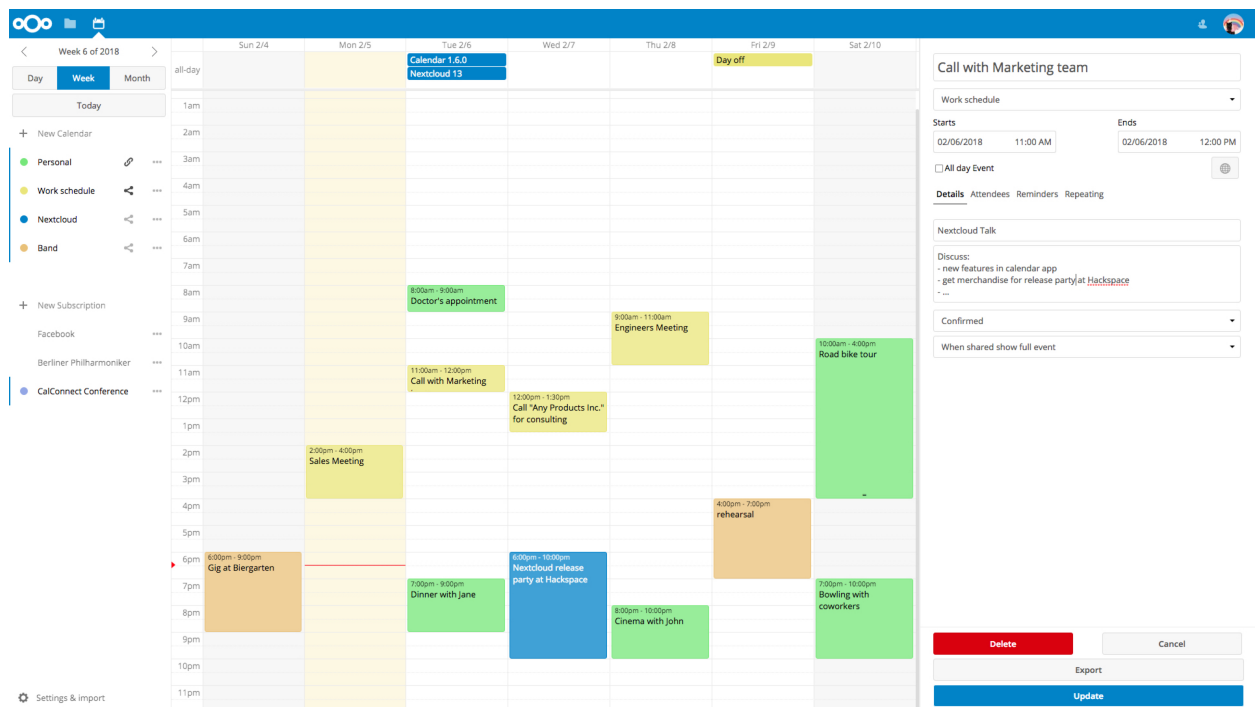 Week 6 of 2018
Day
Week
Month
Today
New Calendar
Personal
Work schedule
Nextcloud
Band
New Subscription
Facebook
Berliner Philharmoniker
CalConnect Conference
Settings & import
Sun 2/4
Mon 2/5
Tue 2/6
Wed 2/7
Thu 2/8
Fri 2/9
Sat 2/10
all-day
Calendar 1.6.0
Nextcloud 13
Day off
1am
2am
3am
4am
5am
6am
7am
8am
9am
10am
11am
12pm
1pm
2pm
3pm
4pm
5pm
6pm
7pm
8pm
9pm
10pm
11pm
6:00pm - 9:00pm
Gig at Biergarten
2:00pm - 4:00pm
Sales Meeting
8:00am - 9:00am
Doctor's appointment
11:00am - 12:00pm
Call with Marketing
7:00pm - 9:00pm
Dinner with Jane
12:00pm - 1:30pm
Call "Any Products Inc."
for consulting
6:00pm - 10:00pm
Nextcloud release
party at Hackspace
9:00am - 11:00am
Engineers Meeting
8:00pm - 10:00pm
Cinema with John
4:00pm - 7:00pm
rehearsal
10:00am - 4:00pm
Road bike tour
7:00pm - 10:00pm
Bowling with
coworkers
Call with Marketing team
Work schedule
Starts
Ends
02/06/2018 11:00 AM
02/06/2018 12:00 PM
All day Event
Details Attendees Reminders Repeating
Nextcloud Talk
Discuss:
- new features in calendar app
- get merchandise for release party at Hackspace
- ...
Confirmed
When shared show full event
Delete
Cancel
Export
Update